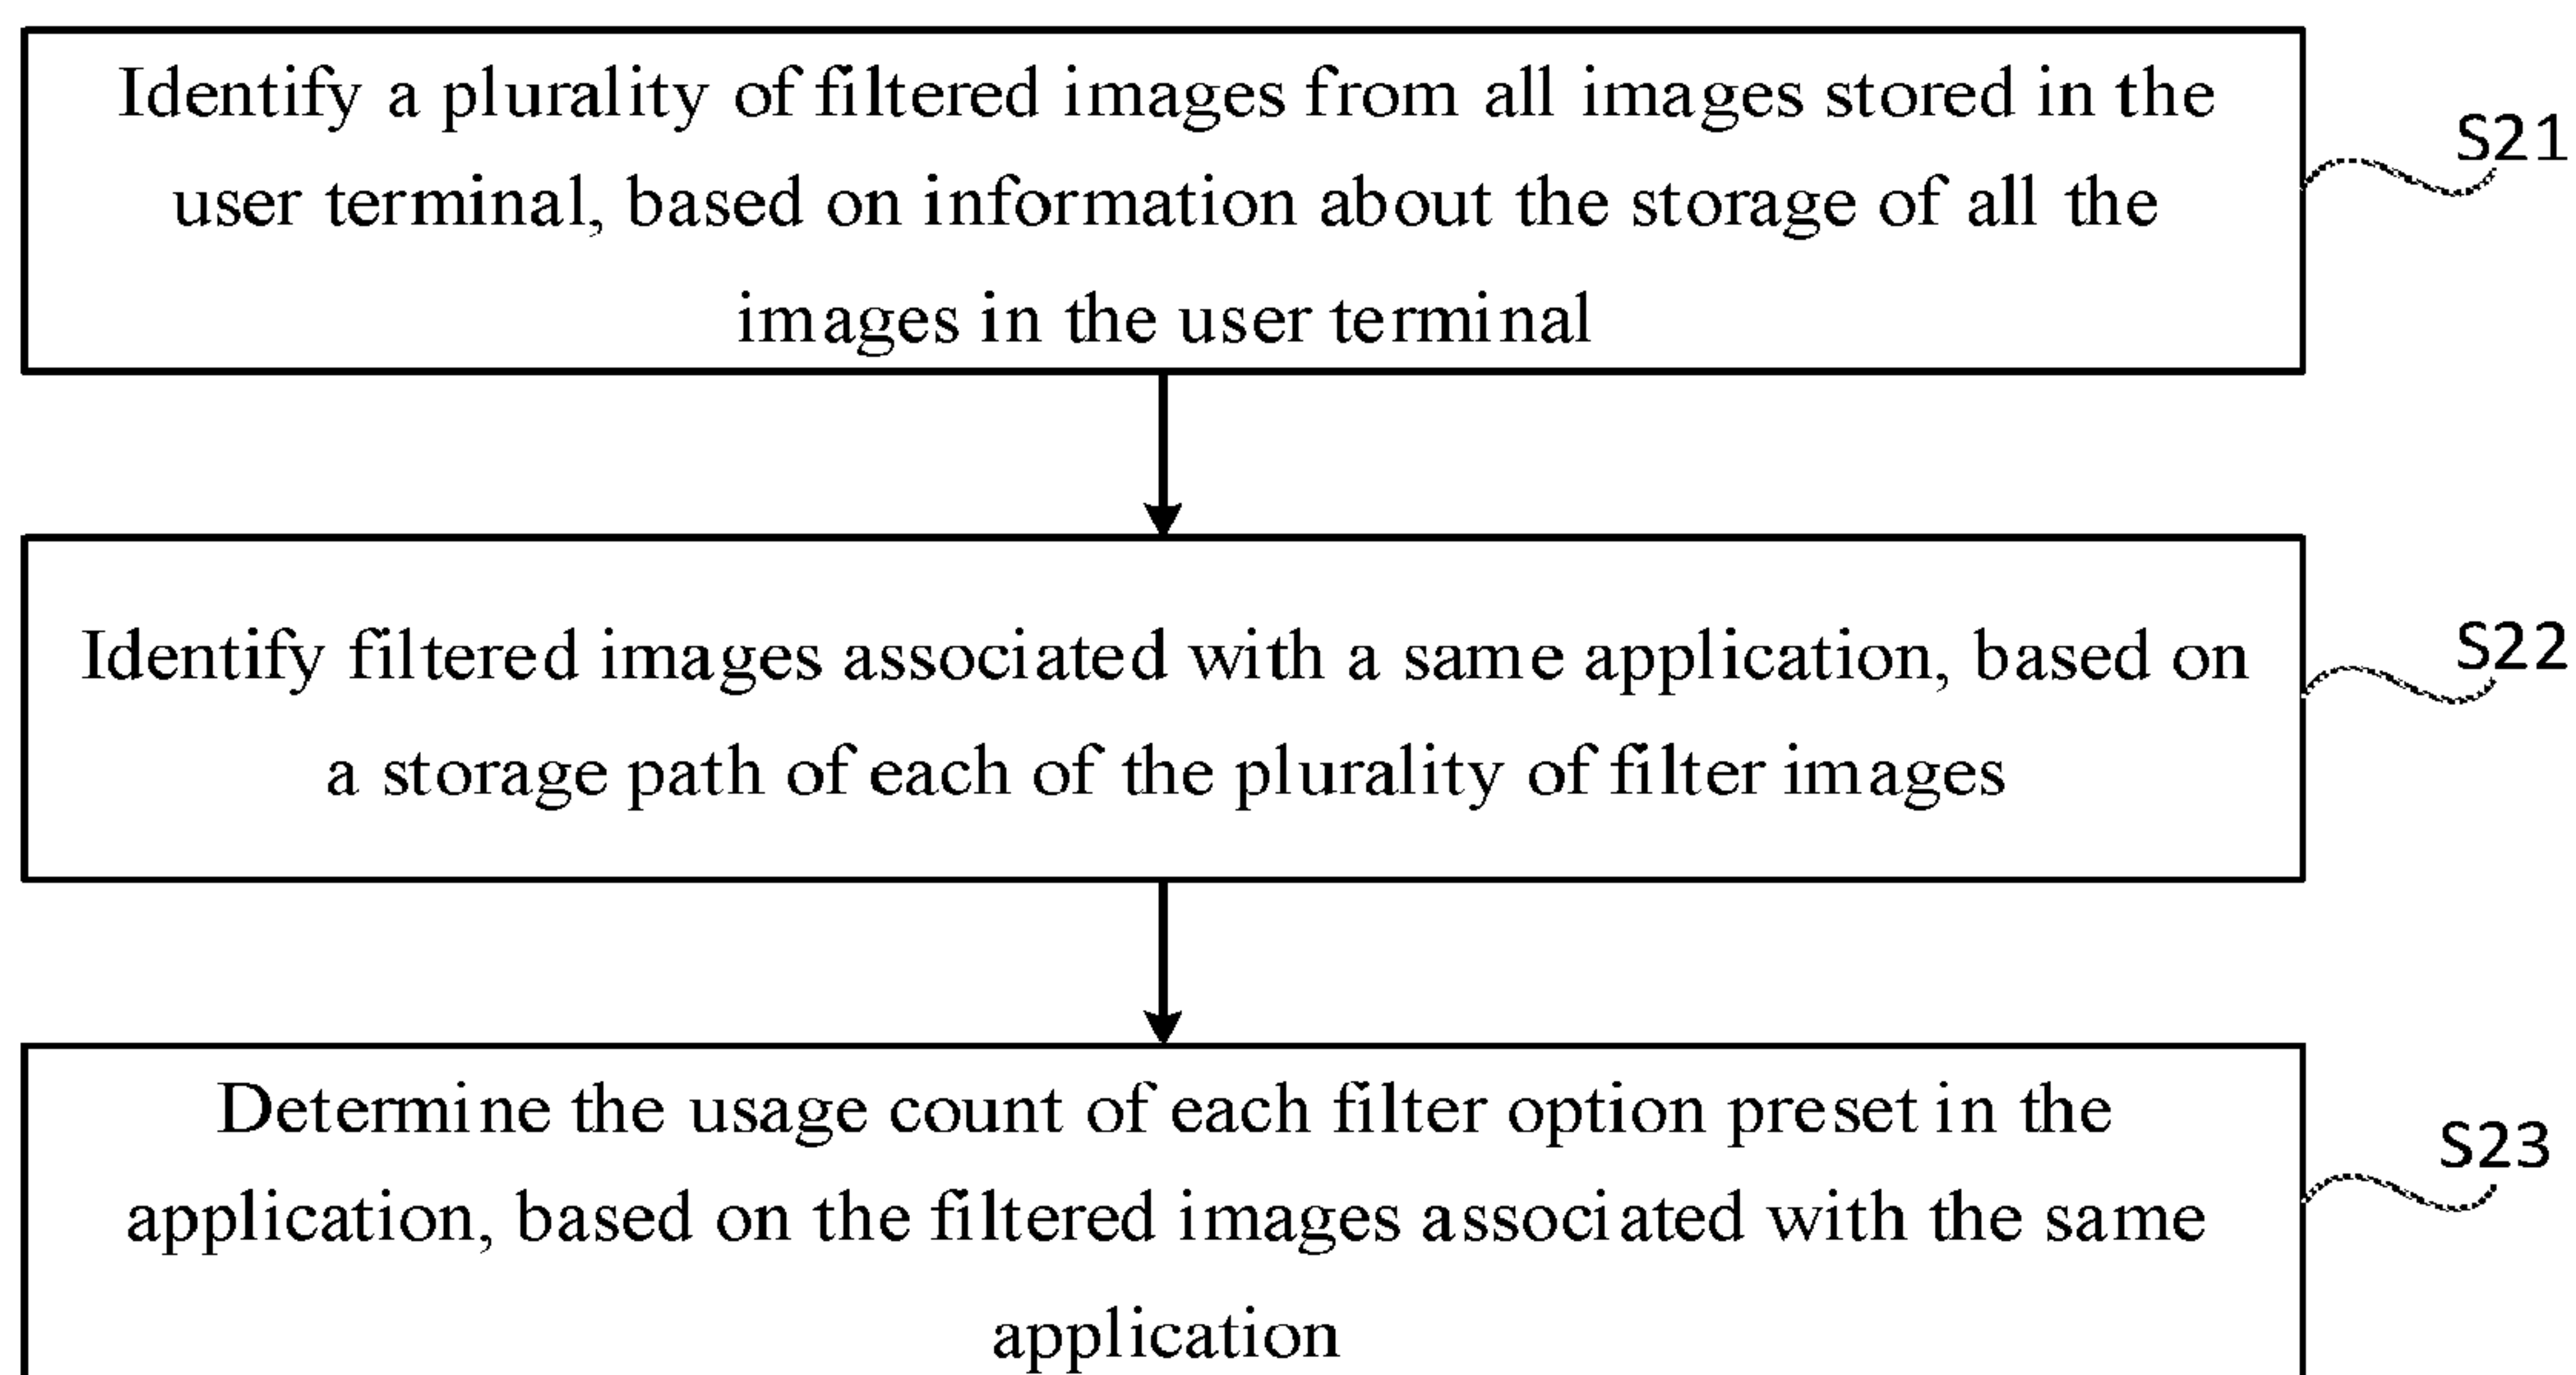 Identify a plurality of filtered images from all images stored in the
user terminal, based on information about the storage of all the
images in the user terminal
S21
Identify filtered images associated with a same application, based on
a storage path of each of the plurality of filter images
S22
Determine the usage count of each filter option preset in the
application, based on the filtered images associated with the same
application
S23